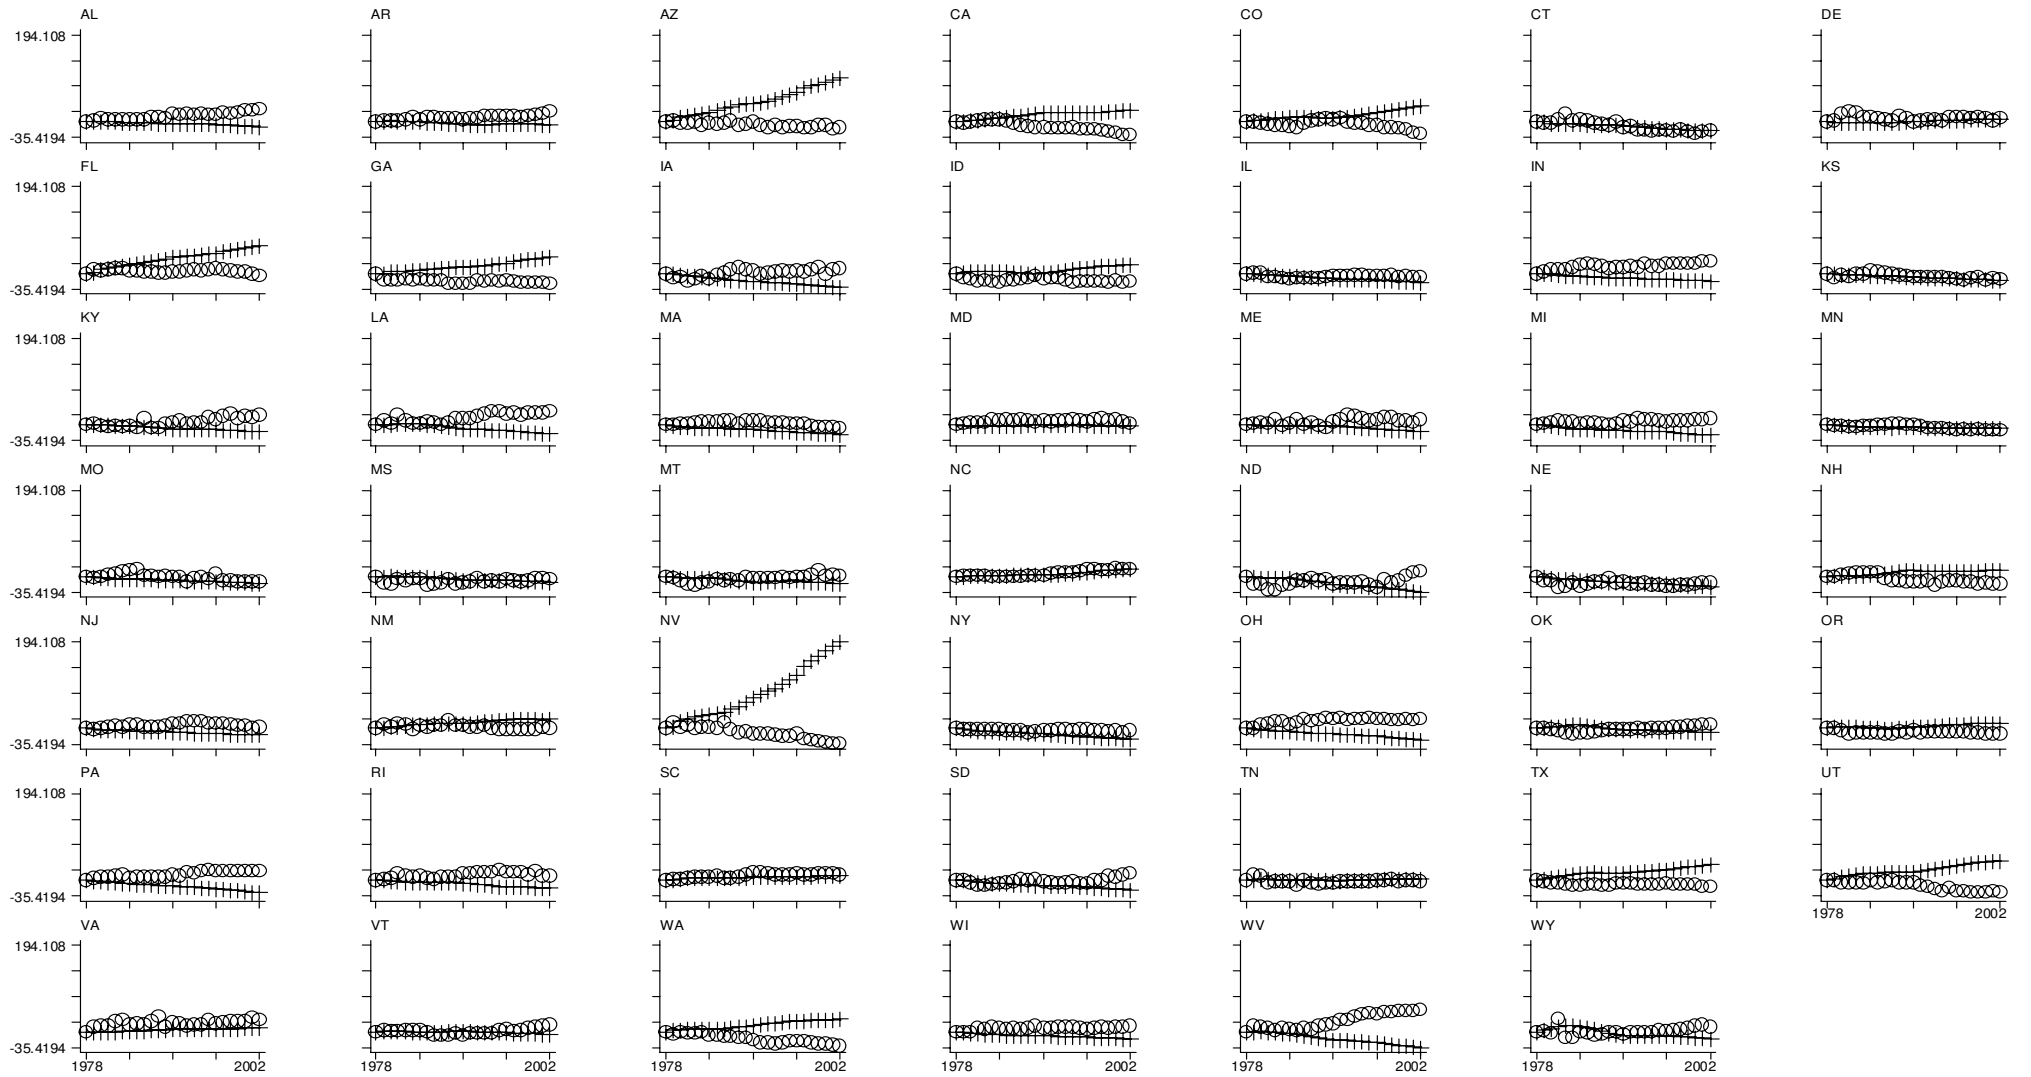 AL AR AZ CA CO CT DE
194.108
-35.4194
FL GA IA ID IL IN KS
194.108
-35.4194
KY LA MA MD ME MI MN
194.108
-35.4194
MO MS MT NC ND NE NH
194.108
-35.4194
NJ NM NV NY OH OK OR
194.108
-35.4194
PA RI SC SD TN TX UT
194.108
-35.4194
1978 2002
VA VT WA WI WV WY
194.108
-35.4194
1978 2002 1978 2002 1978 2002 1978 2002 1978 2002 1978 2002